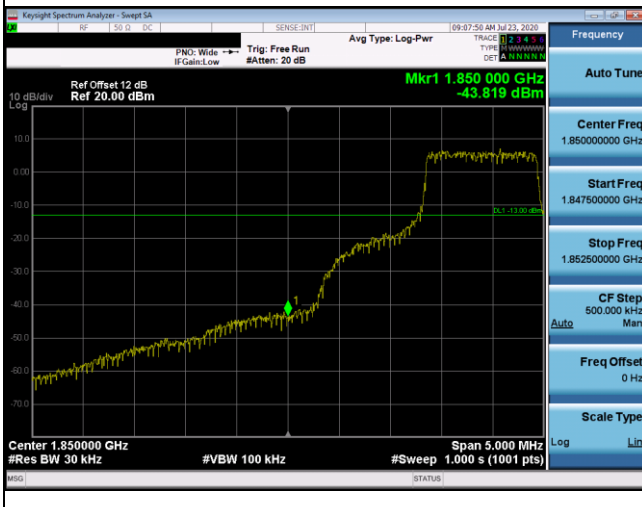 Keysight Spectrum Analyzer - Swept SA
RF 50 Ω DC SENSE:INT 09:07:50 AM Jul 23, 2020
Avg Type: Log-Pwr TRACE 1 2 3 4 5 6
PNO: Wide Trig: Free Run TYPE MWWWWW
IFGain:Low #Atten: 20 dB DET A N N N N N
Ref Offset 12 dB Mkr1 1.850 000 GHz
10 dB/div Ref 20.00 dBm -43.819 dBm
Log
10.0
0.00
-10.0
DL1 -13.00 dBm
-20.0
-30.0
-40.0
1
-50.0
-60.0
-70.0
Center 1.850000 GHz Span 5.000 MHz
#Res BW 30 kHz #VBW 100 kHz #Sweep 1.000 s (1001 pts)
MSG STATUS
Frequency
Auto Tune
Center Freq
1.850000000 GHz
Start Freq
1.847500000 GHz
Stop Freq
1.852500000 GHz
CF Step
500.000 kHz
Auto Man
Freq Offset
0 Hz
Scale Type
Log Lin